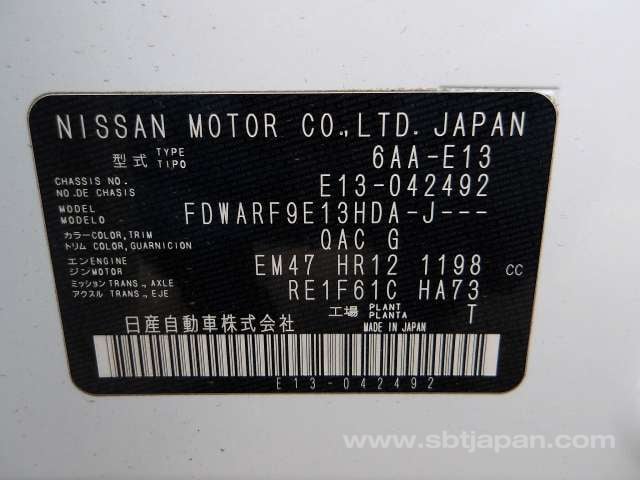 NISSAN MOTOR CO.,LTD. JAPAN
型式 TYPE TIPO 6AA-E13
CHASSIS NO. NO. DE CHASIS E13-042492
MODEL MODELO FDWARF9E13HDA-J---
カラー COLOR, TRIM トリム COLOR, GUARNICION QAC G
エンジン ENGINE MOTOR EM47 HR12 1198 CC
ミッション TRANS., AXLE アクスル TRANS., EJE RE1F61C HA73
工場 PLANT PLANTA T
日産自動車株式会社 MADE IN JAPAN
E13-042492
www.sbtjapan.com